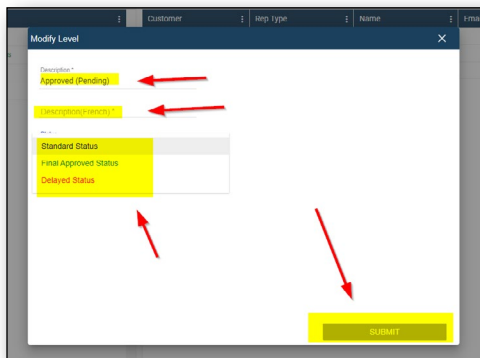 Customer
Rep Type
Name
Emai
Modify Level
Description *
Approved (Pending)
Description(French) *
Standard Status
Final Approved Status
Delayed Status
SUBMIT